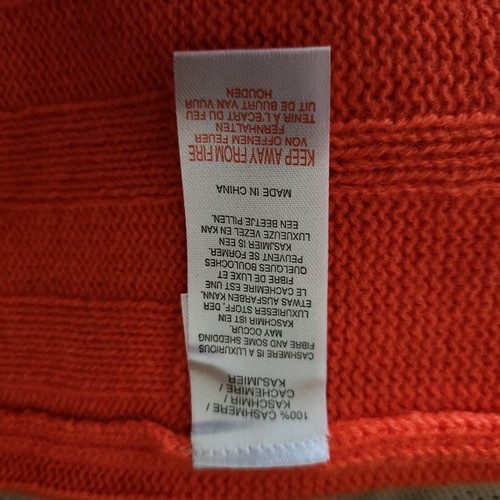 100% CASHMERE /
KASCHMIR /
CACHEMIRE /
KASJMIER
CASHMERE IS A LUXURIOUS
FIBRE AND SOME SHEDDING
MAY OCCUR.
KASCHMIR IST EIN
LUXURIÖSER STOFF, DER
ETWAS AUSFARBEN KANN.
LE CACHEMIRE EST UNE
FIBRE DE LUXE ET
QUELQUES BOULOCHES
PEUVENT SE FORMER.
KASJMIER IS EEN
LUXUEUZE VEZEL EN KAN
EEN BEETJE PILLEN.
MADE IN CHINA
KEEP AWAY FROM FIRE
VON OFFENEM FEUER
FERNHALTEN
TENIR A L'ECART DU FEU
UIT DE BUURT VAN VUUR
HOUDEN